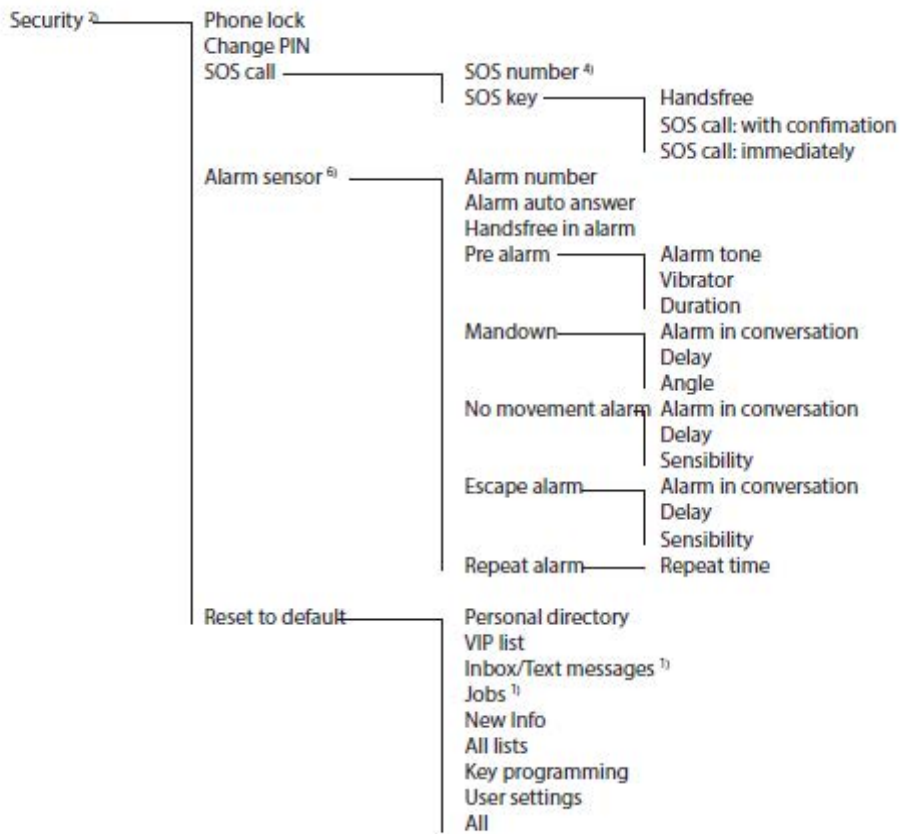 Security 2) Phone lock
Change PIN
SOS call SOS number 4)
SOS key Handsfree
SOS call: with confimation
SOS call: immediately
Alarm sensor 6) Alarm number
Alarm auto answer
Handsfree in alarm
Pre alarm Alarm tone
Vibrator
Duration
Mandown Alarm in conversation
Delay
Angle
No movement alarm Alarm in conversation
Delay
Sensibility
Escape alarm Alarm in conversation
Delay
Sensibility
Repeat alarm Repeat time
Reset to default Personal directory
VIP list
Inbox/Text messages 1)
Jobs 1)
New Info
All lists
Key programming
User settings
All